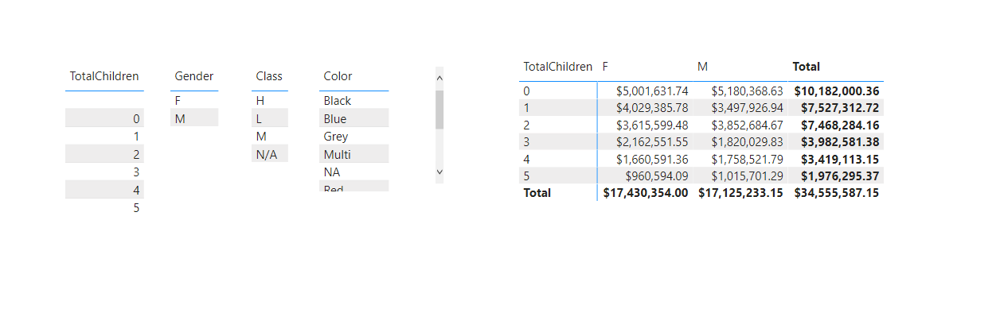 TotalChildren
0
1
2
3
4
5
Gender
F
M
Class
H
L
M
N/A
Color
Black
Blue
Grey
Multi
NA
Red
TotalChildren F M Total
0 $5,001,631.74 $5,180,368.63 $10,182,000.36
1 $4,029,385.78 $3,497,926.94 $7,527,312.72
2 $3,615,599.48 $3,852,684.67 $7,468,284.16
3 $2,162,551.55 $1,820,029.83 $3,982,581.38
4 $1,660,591.36 $1,758,521.79 $3,419,113.15
5 $960,594.09 $1,015,701.29 $1,976,295.37
Total $17,430,354.00 $17,125,233.15 $34,555,587.15